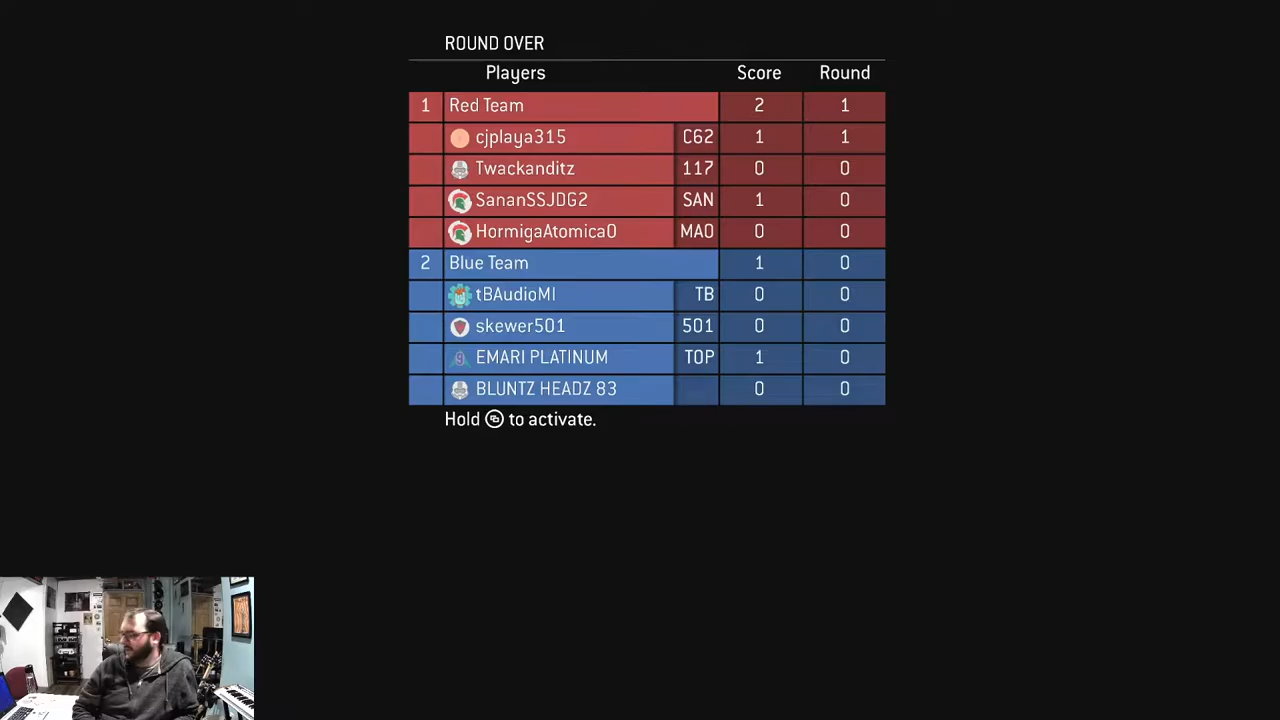 ROUND OVER
Players Score Round
1 Red Team 2 1
cjplaya315 C62 1 1
Twackanditz 117 0 0
SananSSJDG2 SAN 1 0
HormigaAtomica0 MAO 0 0
2 Blue Team 1 0
tBAudioMI TB 0 0
skewer501 501 0 0
9 EMARI PLATINUM TOP 1 0
BLUNTZ HEADZ 83 0 0
Hold to activate.